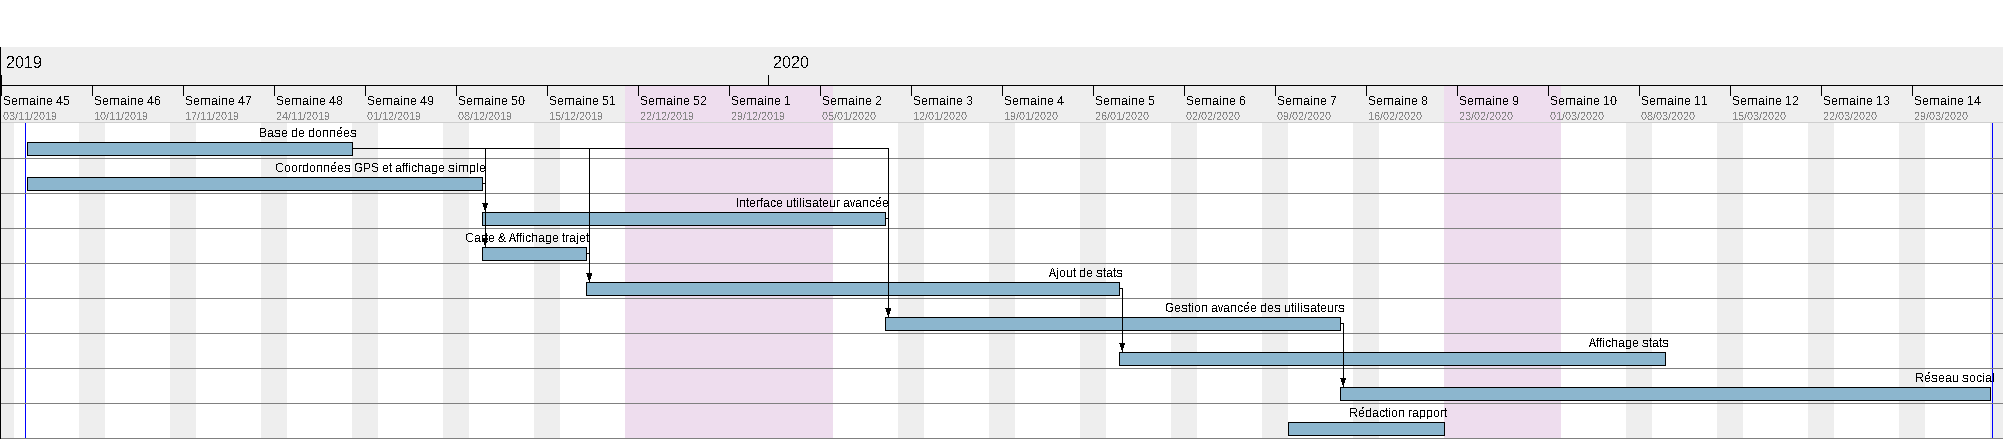 2019 2020
Semaine 45 Semaine 46 Semaine 47 Semaine 48 Semaine 49 Semaine 50 Semaine 51 Semaine 52 Semaine 1 Semaine 2 Semaine 3 Semaine 4 Semaine 5 Semaine 6 Semaine 7 Semaine 8 Semaine 9 Semaine 10 Semaine 11 Semaine 12 Semaine 13 Semaine 14
03/11/2019 10/11/2019 17/11/2019 24/11/2019 01/12/2019 08/12/2019 15/12/2019 22/12/2019 29/12/2019 5/01/2020 12/01/2020 19/01/2020 26/01/2020 02/02/2020 09/02/2020 16/02/2020 23/02/2020 01/03/2020 08/03/2020 15/03/2020 22/03/2020 29/03/2020
Base de données
Coordonnées GPS et affichage simple
Interface utilisateur avancée
Carte & Affichage trajet
Ajout de stats
Gestion avancée des utilisateurs
Affichage stats
Réseau social
Rédaction rapport